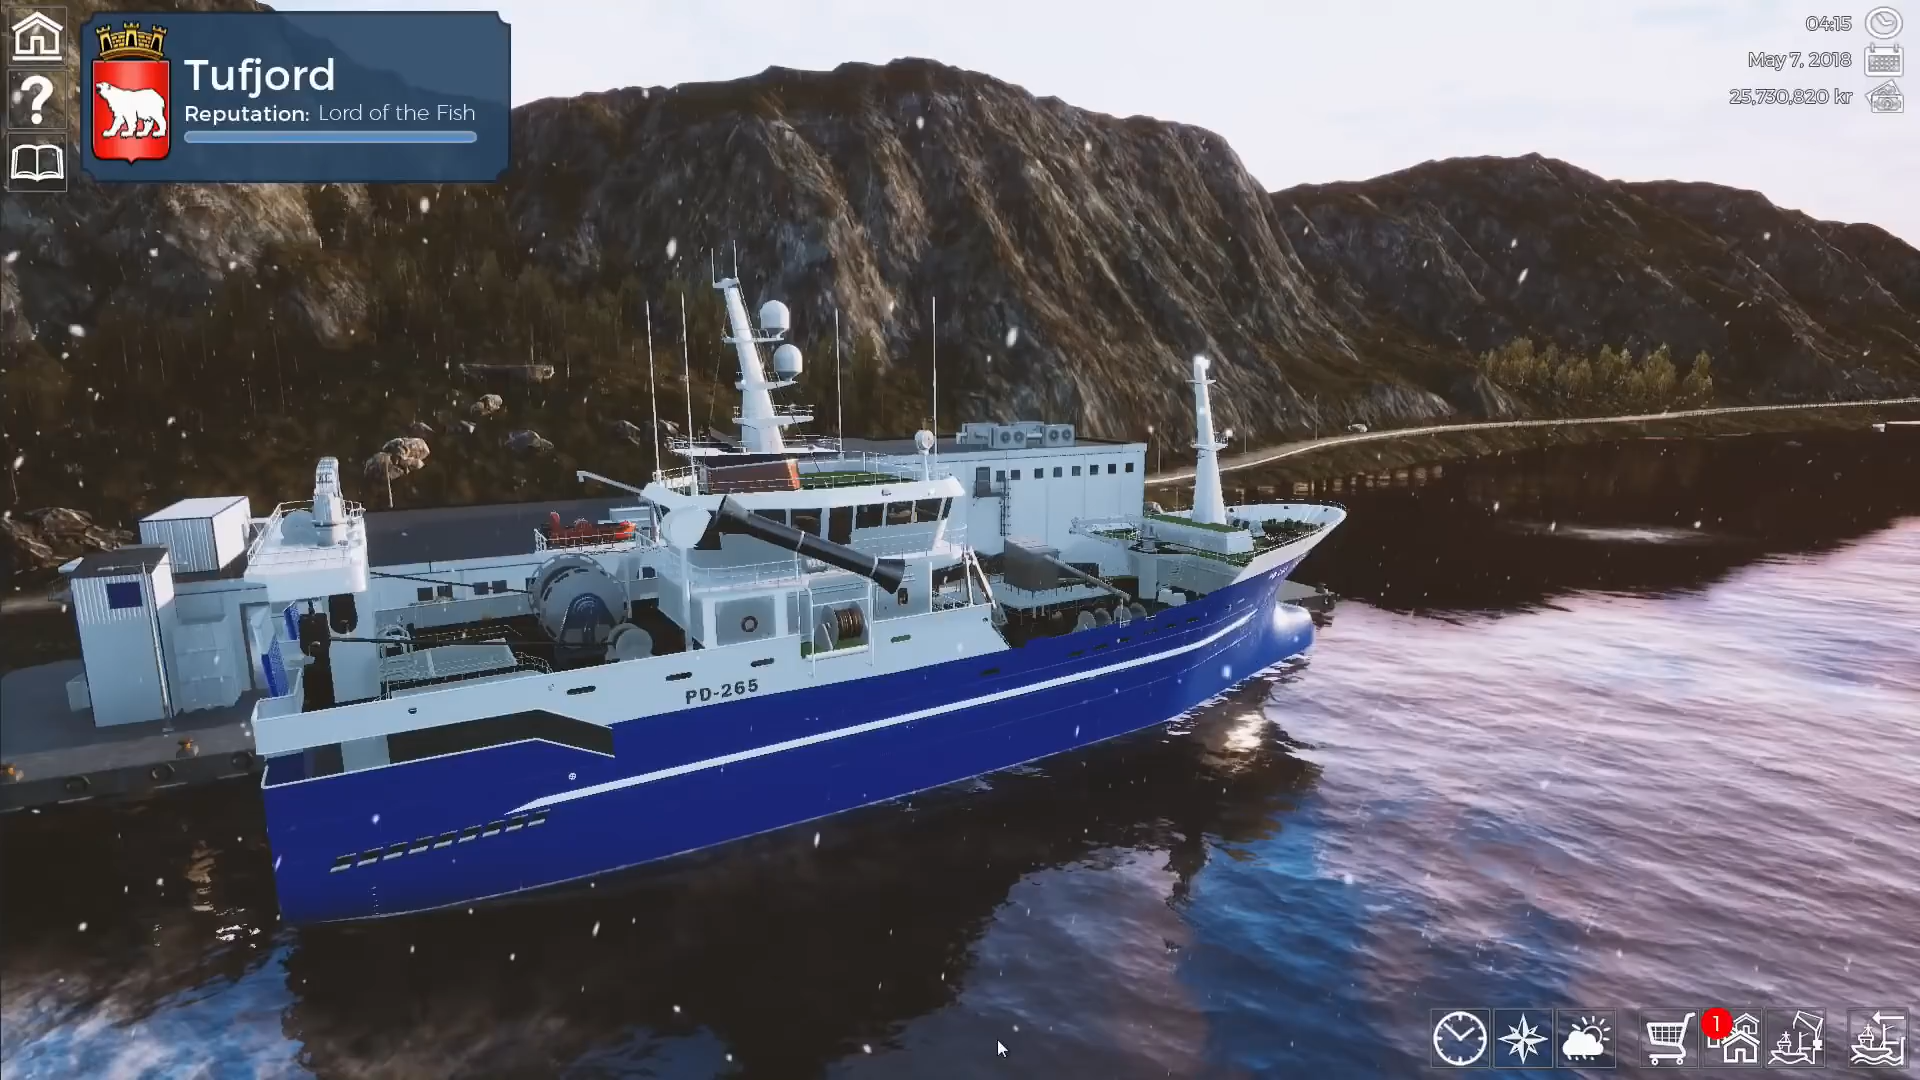 Tufjord
Reputation: Lord of the Fish
04:15
May 7, 2018
25,730,820 kr
PD-265
1